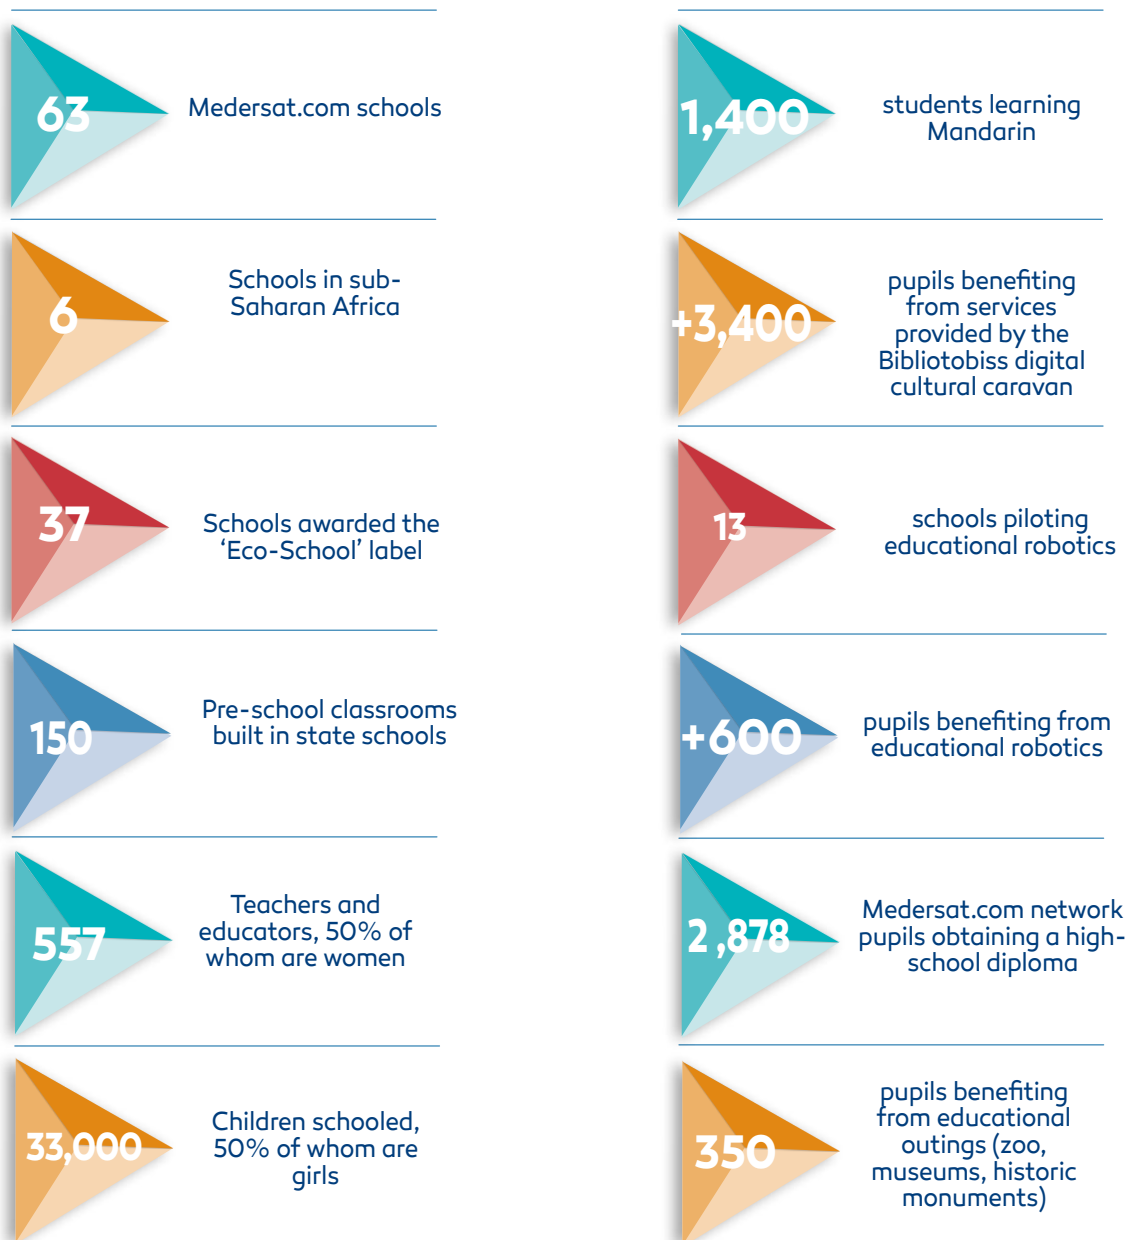 63
Medersat.com schools
6
Schools in sub-
Saharan Africa
37
Schools awarded the
‘Eco-School’ label
150
Pre-school classrooms
built in state schools
557
Teachers and
educators, 50% of
whom are women
33,000
Children schooled,
50% of whom are
girls
1,400
students learning
Mandarin
+3,400
pupils benefiting
from services
provided by the
Bibliotobiss digital
cultural caravan
13
schools piloting
educational robotics
+600
pupils benefiting from
educational robotics
2 ,878
Medersat.com network
pupils obtaining a high-
school diploma
350
pupils benefiting
from educational
outings (zoo,
museums, historic
monuments)